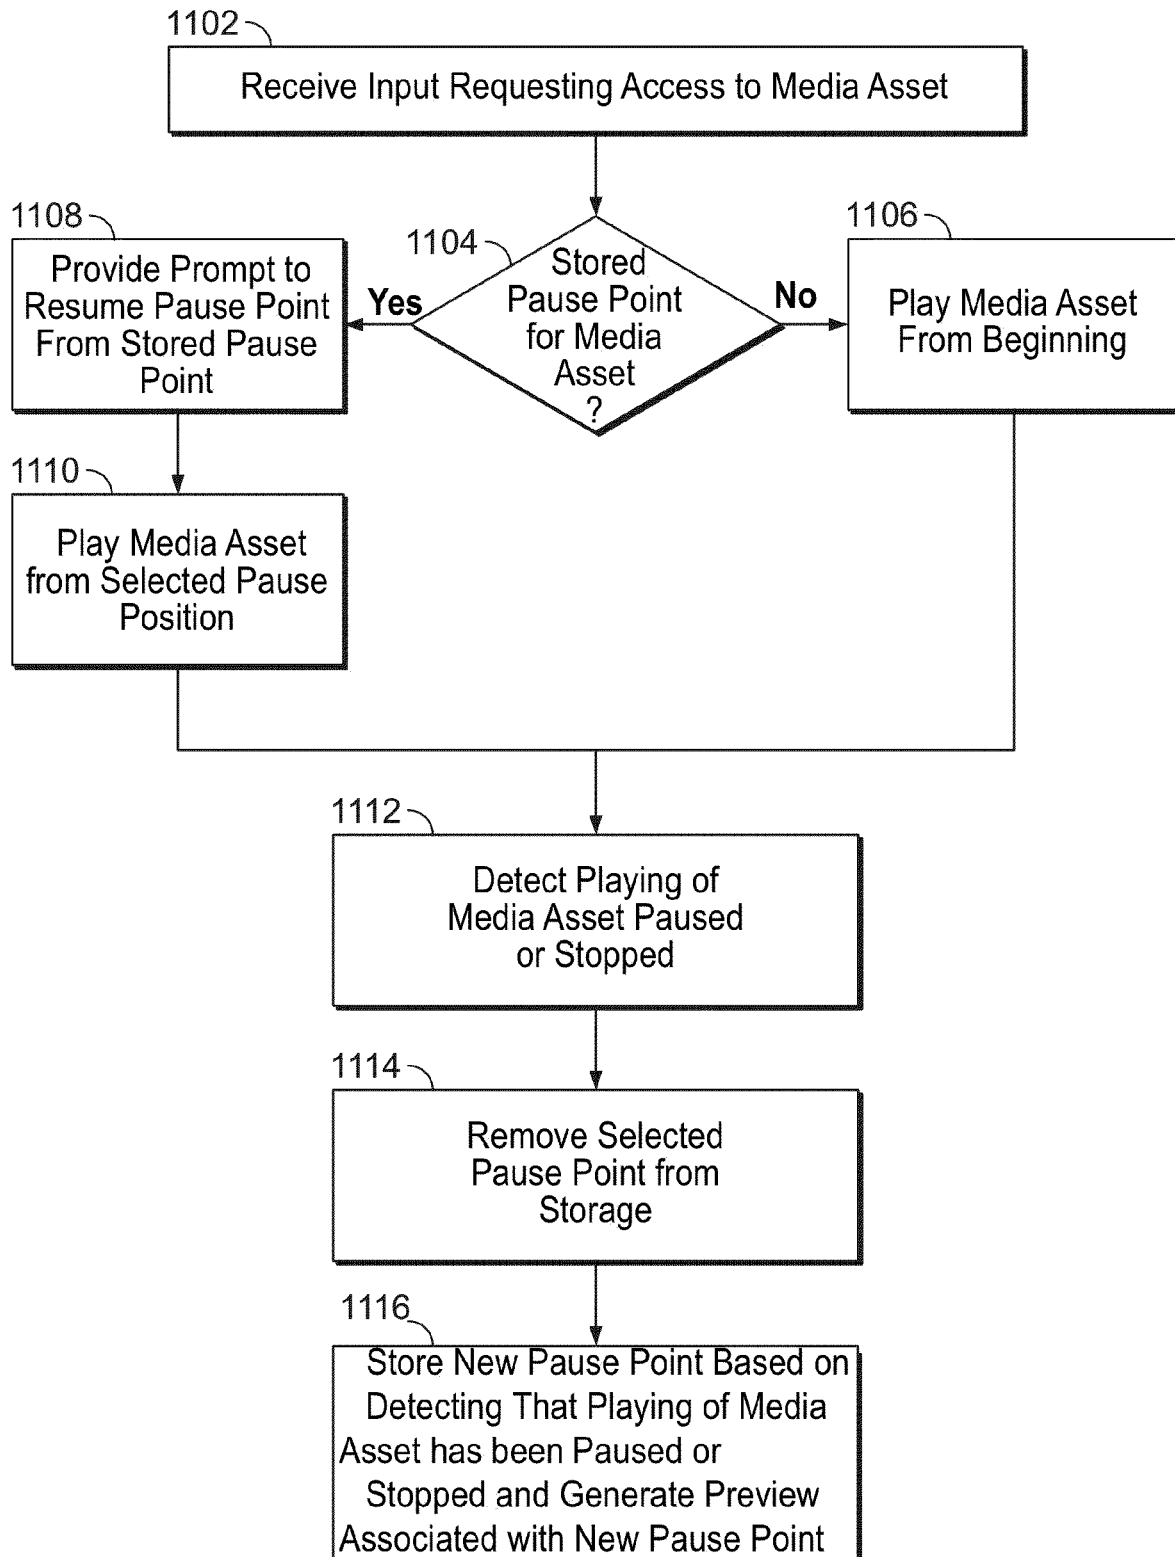 1102
Receive Input Requesting Access to Media Asset
1108
Provide Prompt to
Resume Pause Point
From Stored Pause
Point
Yes
1104
Stored
Pause Point
for Media
Asset
?
No
1106
Play Media Asset
From Beginning
1110
Play Media Asset
from Selected Pause
Position
1112
Detect Playing of
Media Asset Paused
or Stopped
1114
Remove Selected
Pause Point from
Storage
1116
Store New Pause Point Based on
Detecting That Playing of Media
Asset has been Paused or
Stopped and Generate Preview
Associated with New Pause Point